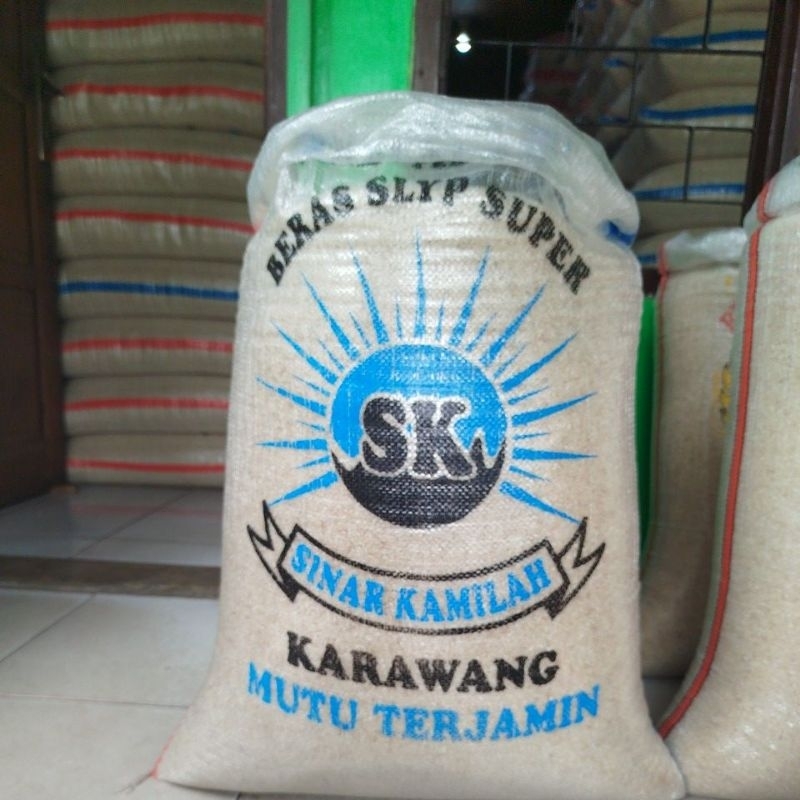 BERAS SLYP SUPER
SK
SINAR KAMILAH
KARAWANG
MUTU TERJAMIN